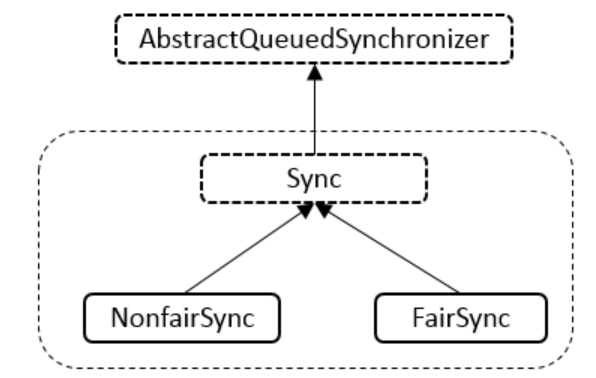 AbstractQueuedSynchronizer
Sync
NonfairSync
FairSync